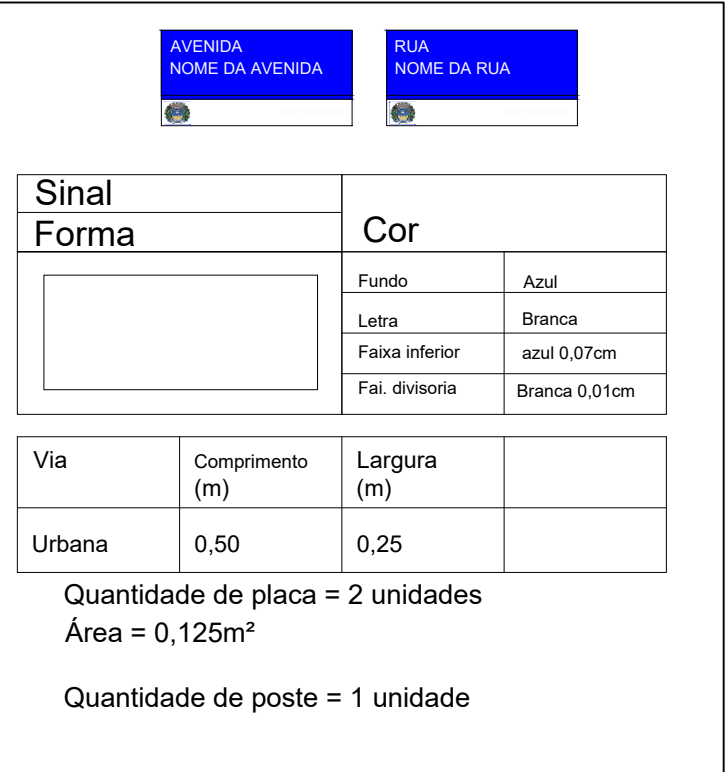 AVENIDA
NOME DA AVENIDA
RUA
NOME DA RUA
Sinal
Forma
Cor
Fundo
Azul
Letra
Branca
Faixa inferior
azul 0,07cm
Fai. divisoria
Branca 0,01cm
Via
Comprimento
(m)
Largura
(m)
Urbana
0,50
0,25
Quantidade de placa = 2 unidades
Área = 0,125m²
Quantidade de poste = 1 unidade